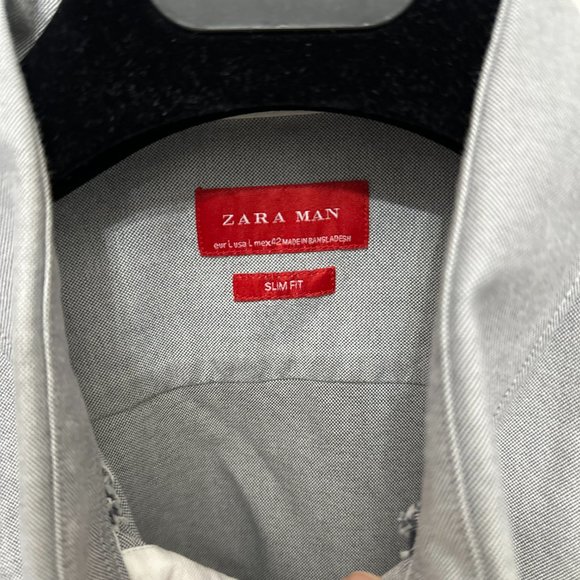 ZARA MAN
eur L usa L mex 42 MADE IN BANGLADESH
SLIM FIT